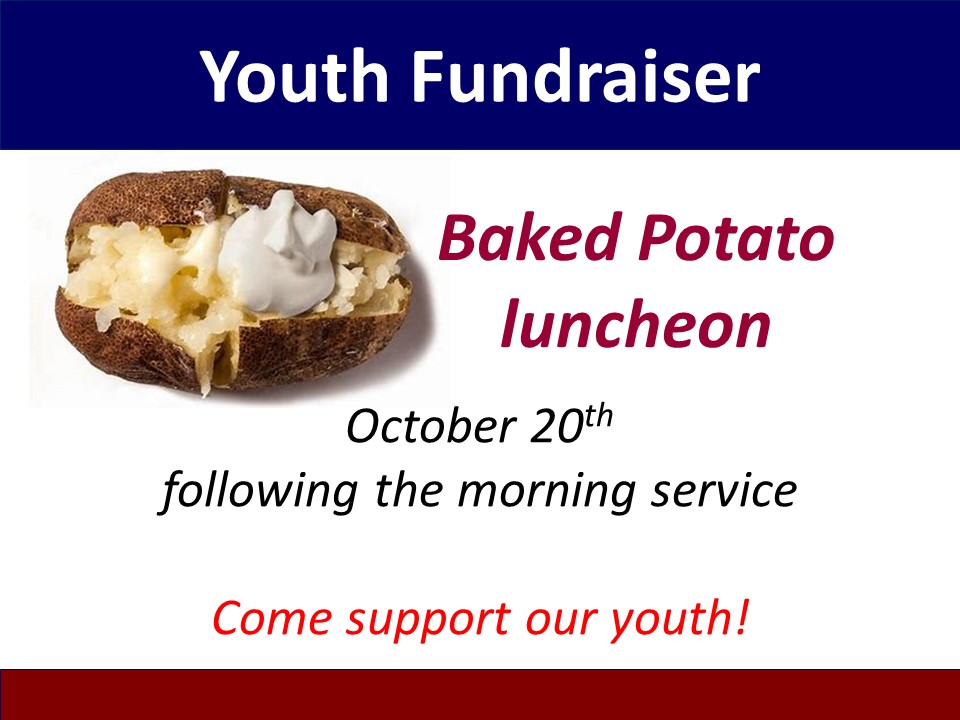 Youth Fundraiser
Baked Potato
luncheon
October 20th
following the morning service
Come support our youth!